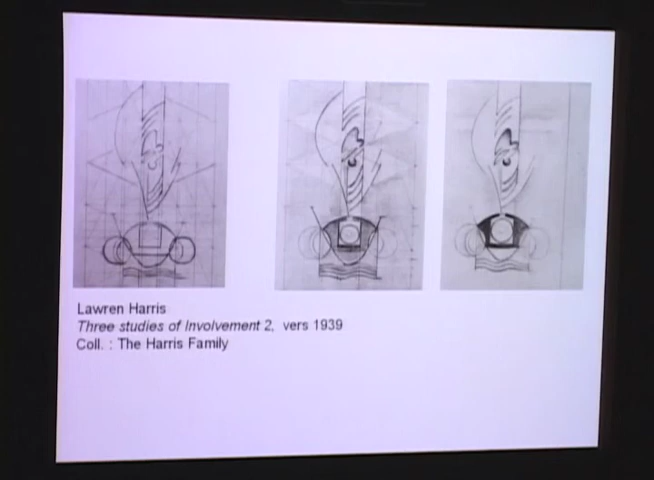 Lawren Harris
Three studies of Involvement 2, vers 1939
Coll. : The Harris Family